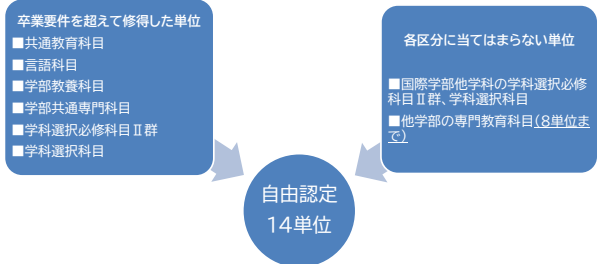 卒業要件を超えて修得した単位
■共通教育科目
■言語科目
■学部教養科目
■学部共通専門科目
■学科選択必修科目Ⅱ群
■学科選択科目
各区分に当てはまらない単位
■国際学部他学科の学科選択必修
科目Ⅱ群、学科選択科目
■他学部の専門教育科目(8単位ま
で)
自由認定
14単位